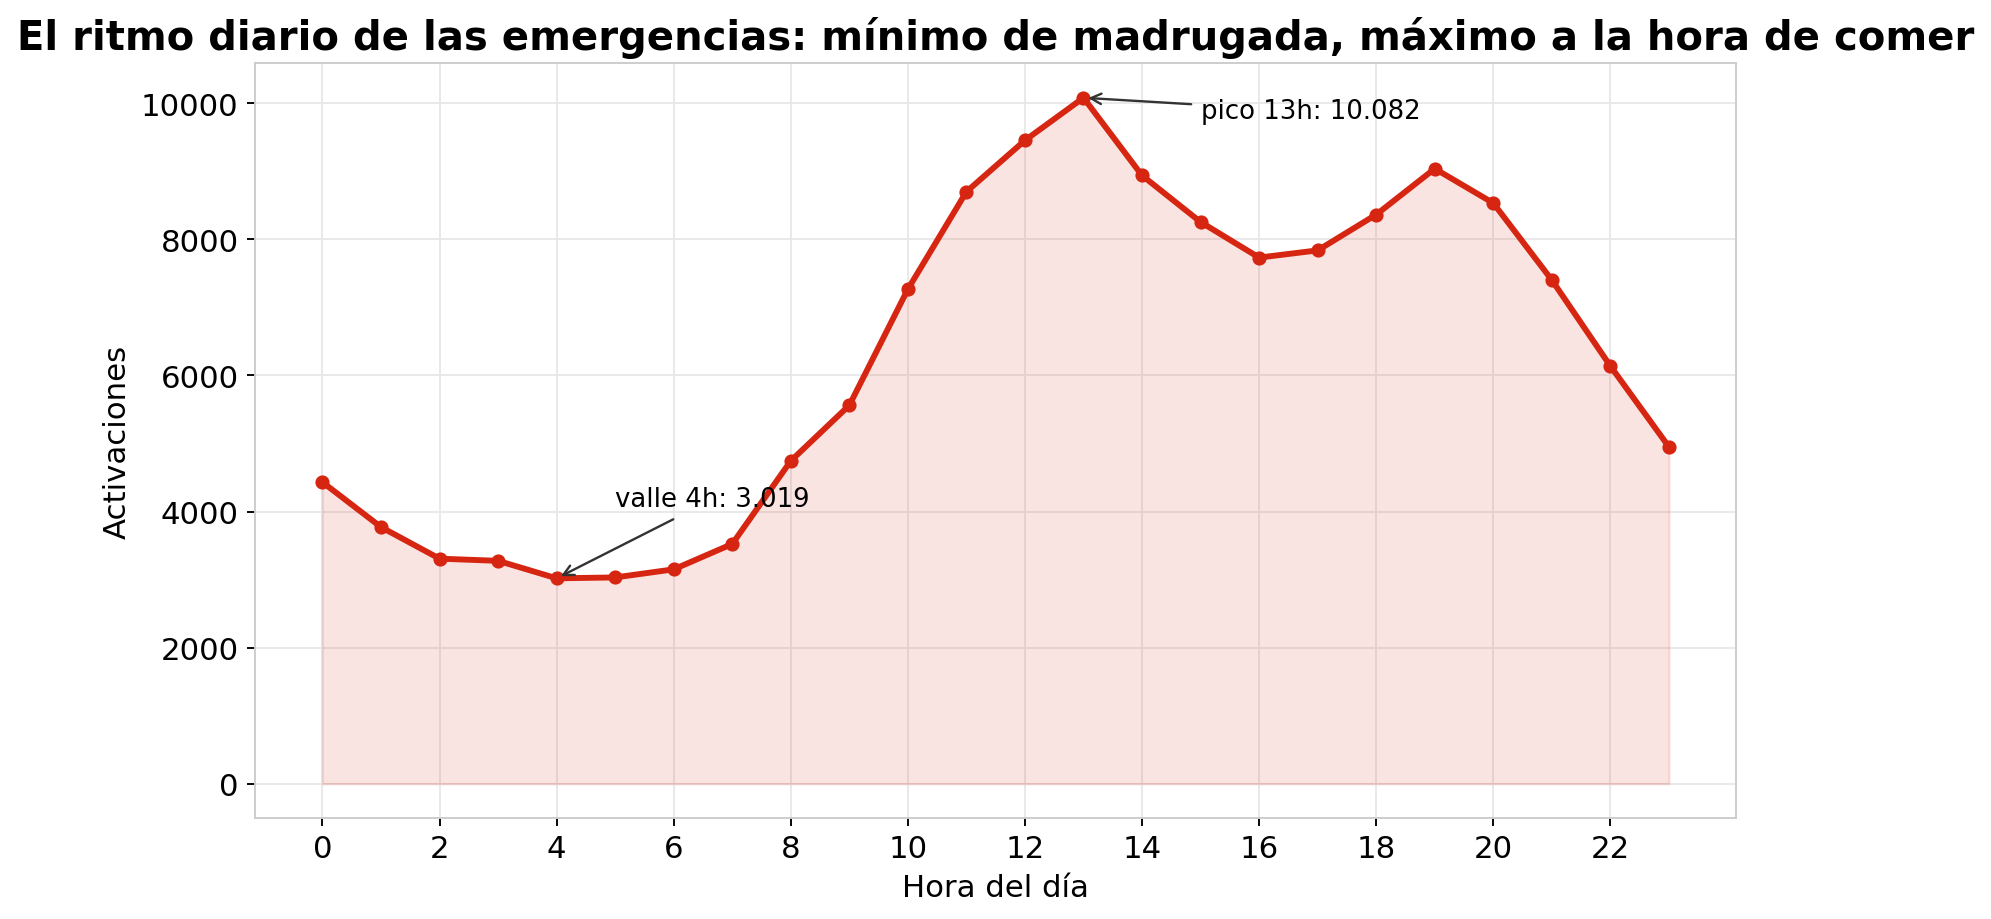 El ritmo diario de las emergencias: mínimo de madrugada, máximo a la hora de comer
10000
8000
6000
4000
2000
0
Activaciones
pico 13h: 10.082
valle 4h: 3.019
0 2 4 6 8 10 12 14 16 18 20 22
Hora del día